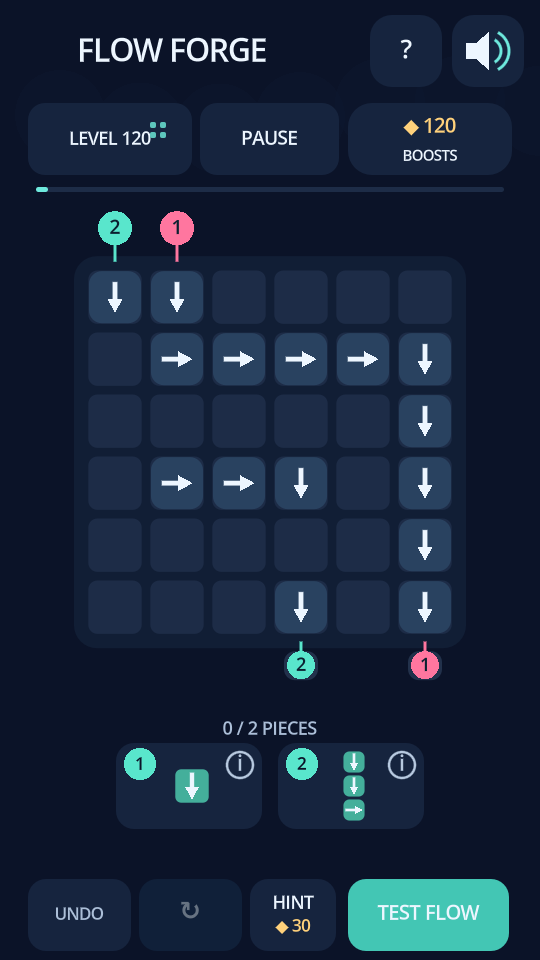 FLOW FORGE
?
LEVEL 120
PAUSE
120
BOOSTS
2
1
2
1
0 / 2 PIECES
1
i
2
i
UNDO
HINT
30
TEST FLOW